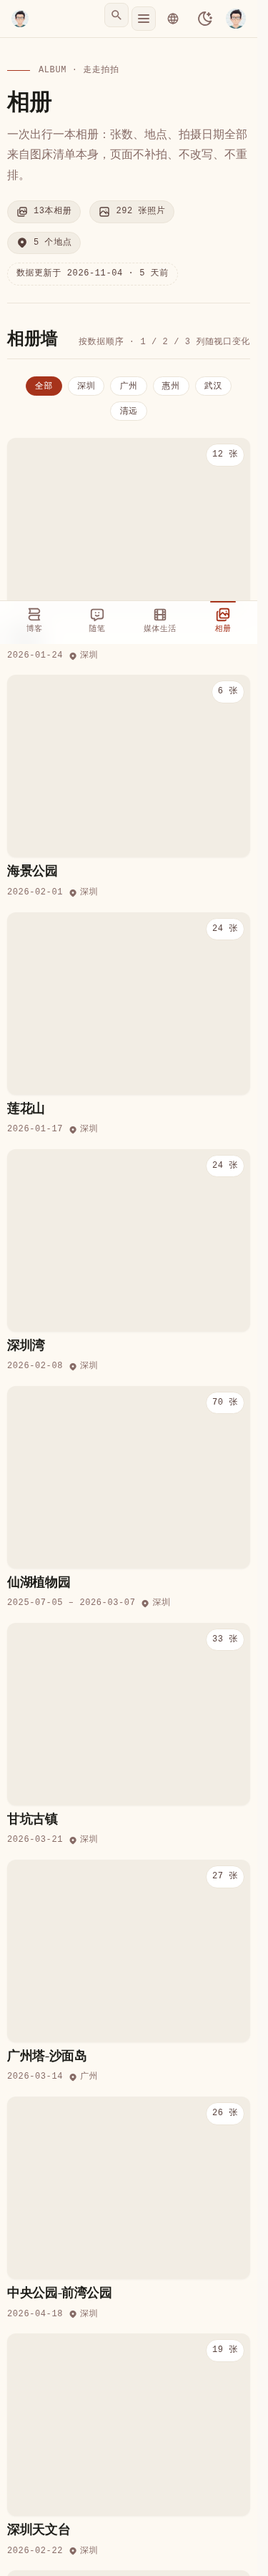 ALBUM · 走走拍拍
相册
一次出行一本相册：张数、地点、拍摄日期全部
来自图床清单本身，页面不补拍、不改写、不重
排。
13本相册
292 张照片
5 个地点
数据更新于 2026-11-04 · 5 天前
相册墙
按数据顺序 · 1 / 2 / 3 列随视口变化
全部
深圳
广州
惠州
武汉
清远
12 张
博客
随笔
媒体生活
相册
2026-01-24 深圳
6 张
海景公园
2026-02-01 深圳
24 张
莲花山
2026-01-17 深圳
24 张
深圳湾
2026-02-08 深圳
70 张
仙湖植物园
2025-07-05 – 2026-03-07 深圳
33 张
甘坑古镇
2026-03-21 深圳
27 张
广州塔-沙面岛
2026-03-14 广州
26 张
中央公园-前湾公园
2026-04-18 深圳
19 张
深圳天文台
2026-02-22 深圳